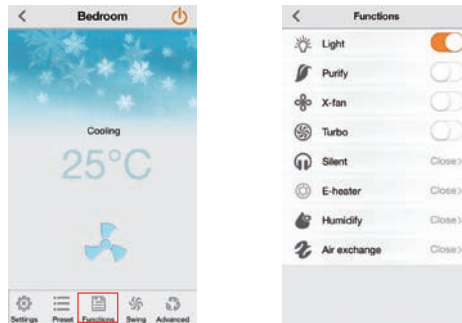 Bedroom
Cooling
25°C
Settings Preset Functions Swing Advanced
Functions
Light
Purify
X-fan
Turbo
Silent Close>
E-heater Close>
Humidify Close>
Air exchange Close>